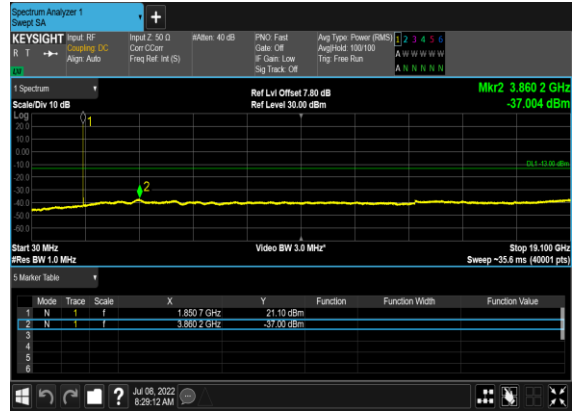 Spectrum Analyzer 1
Swept SA
+
KEYSIGHT Input: RF Input Z: 50 Ω #Atten: 40 dB PNO: Fast Avg Type: Power (RMS) 1 2 3 4 5 6
R T Coupling: DC Corr CCorr Gate: Off Avg|Hold: 100/100 A W W W W W
Align: Auto Freq Ref: Int (S) IF Gain: Low Trig: Free Run
Sig Track: Off A N N N N N
1 Spectrum Ref Lvl Offset 7.80 dB Mkr2 3.860 2 GHz
Scale/Div 10 dB Ref Level 30.00 dBm -37.004 dBm
Log
1
20.0
10.0
0.00
-10.0 DL1 -13.00 dBm
-20.0
-30.0 2
-40.0
-50.0
-60.0
Start 30 MHz Video BW 3.0 MHz* Stop 19.100 GHz
#Res BW 1.0 MHz Sweep ~35.6 ms (40001 pts)
5 Marker Table
Mode Trace Scale X Y Function Function Width Function Value
1 N 1 f 1.850 7 GHz 21.10 dBm
2 N 1 f 3.860 2 GHz -37.00 dBm
3
4
5
6
? Jul 08, 2022
8:29:12 AM